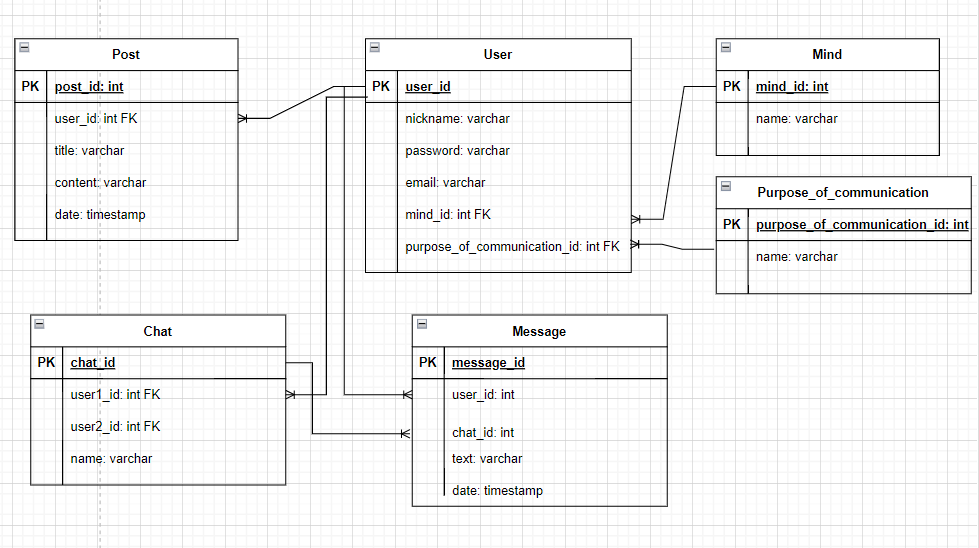 Post
PK post_id: int
user_id: int FK
title: varchar
content: varchar
date: timestamp
User
PK user_id
nickname: varchar
password: varchar
email: varchar
mind_id: int FK
purpose_of_communication_id: int FK
Mind
PK mind_id: int
name: varchar
Purpose_of_communication
PK purpose_of_communication_id: int
name: varchar
Chat
PK chat_id
user1_id: int FK
user2_id: int FK
name: varchar
Message
PK message_id
user_id: int
chat_id: int
text: varchar
date: timestamp